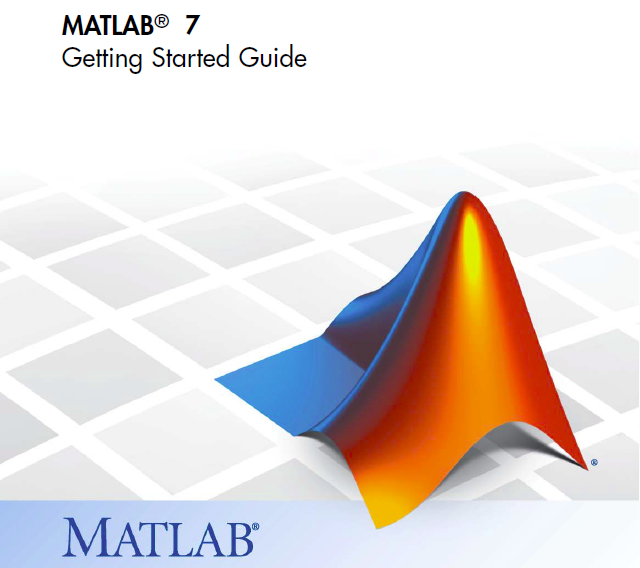 MATLAB® 7
Getting Started Guide
®
MATLAB®